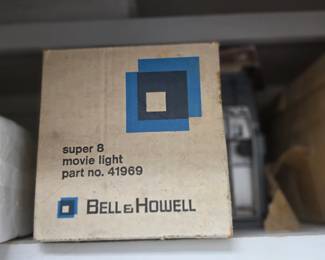 super 8
movie light
part no. 41969
BELL & HOWELL